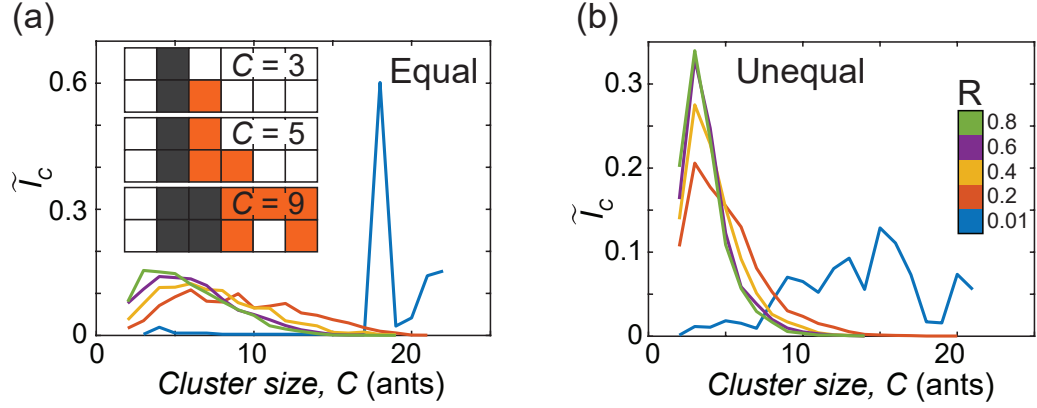 (a)
Equal
C = 3
C = 5
C = 9
0.6
0.3
0
Ĩc
0
10
20
Cluster size, C (ants)
(b)
Unequal
R
0.8
0.6
0.4
0.2
0.01
0.3
0.2
0.1
0
Ĩc
0
10
20
Cluster size, C (ants)